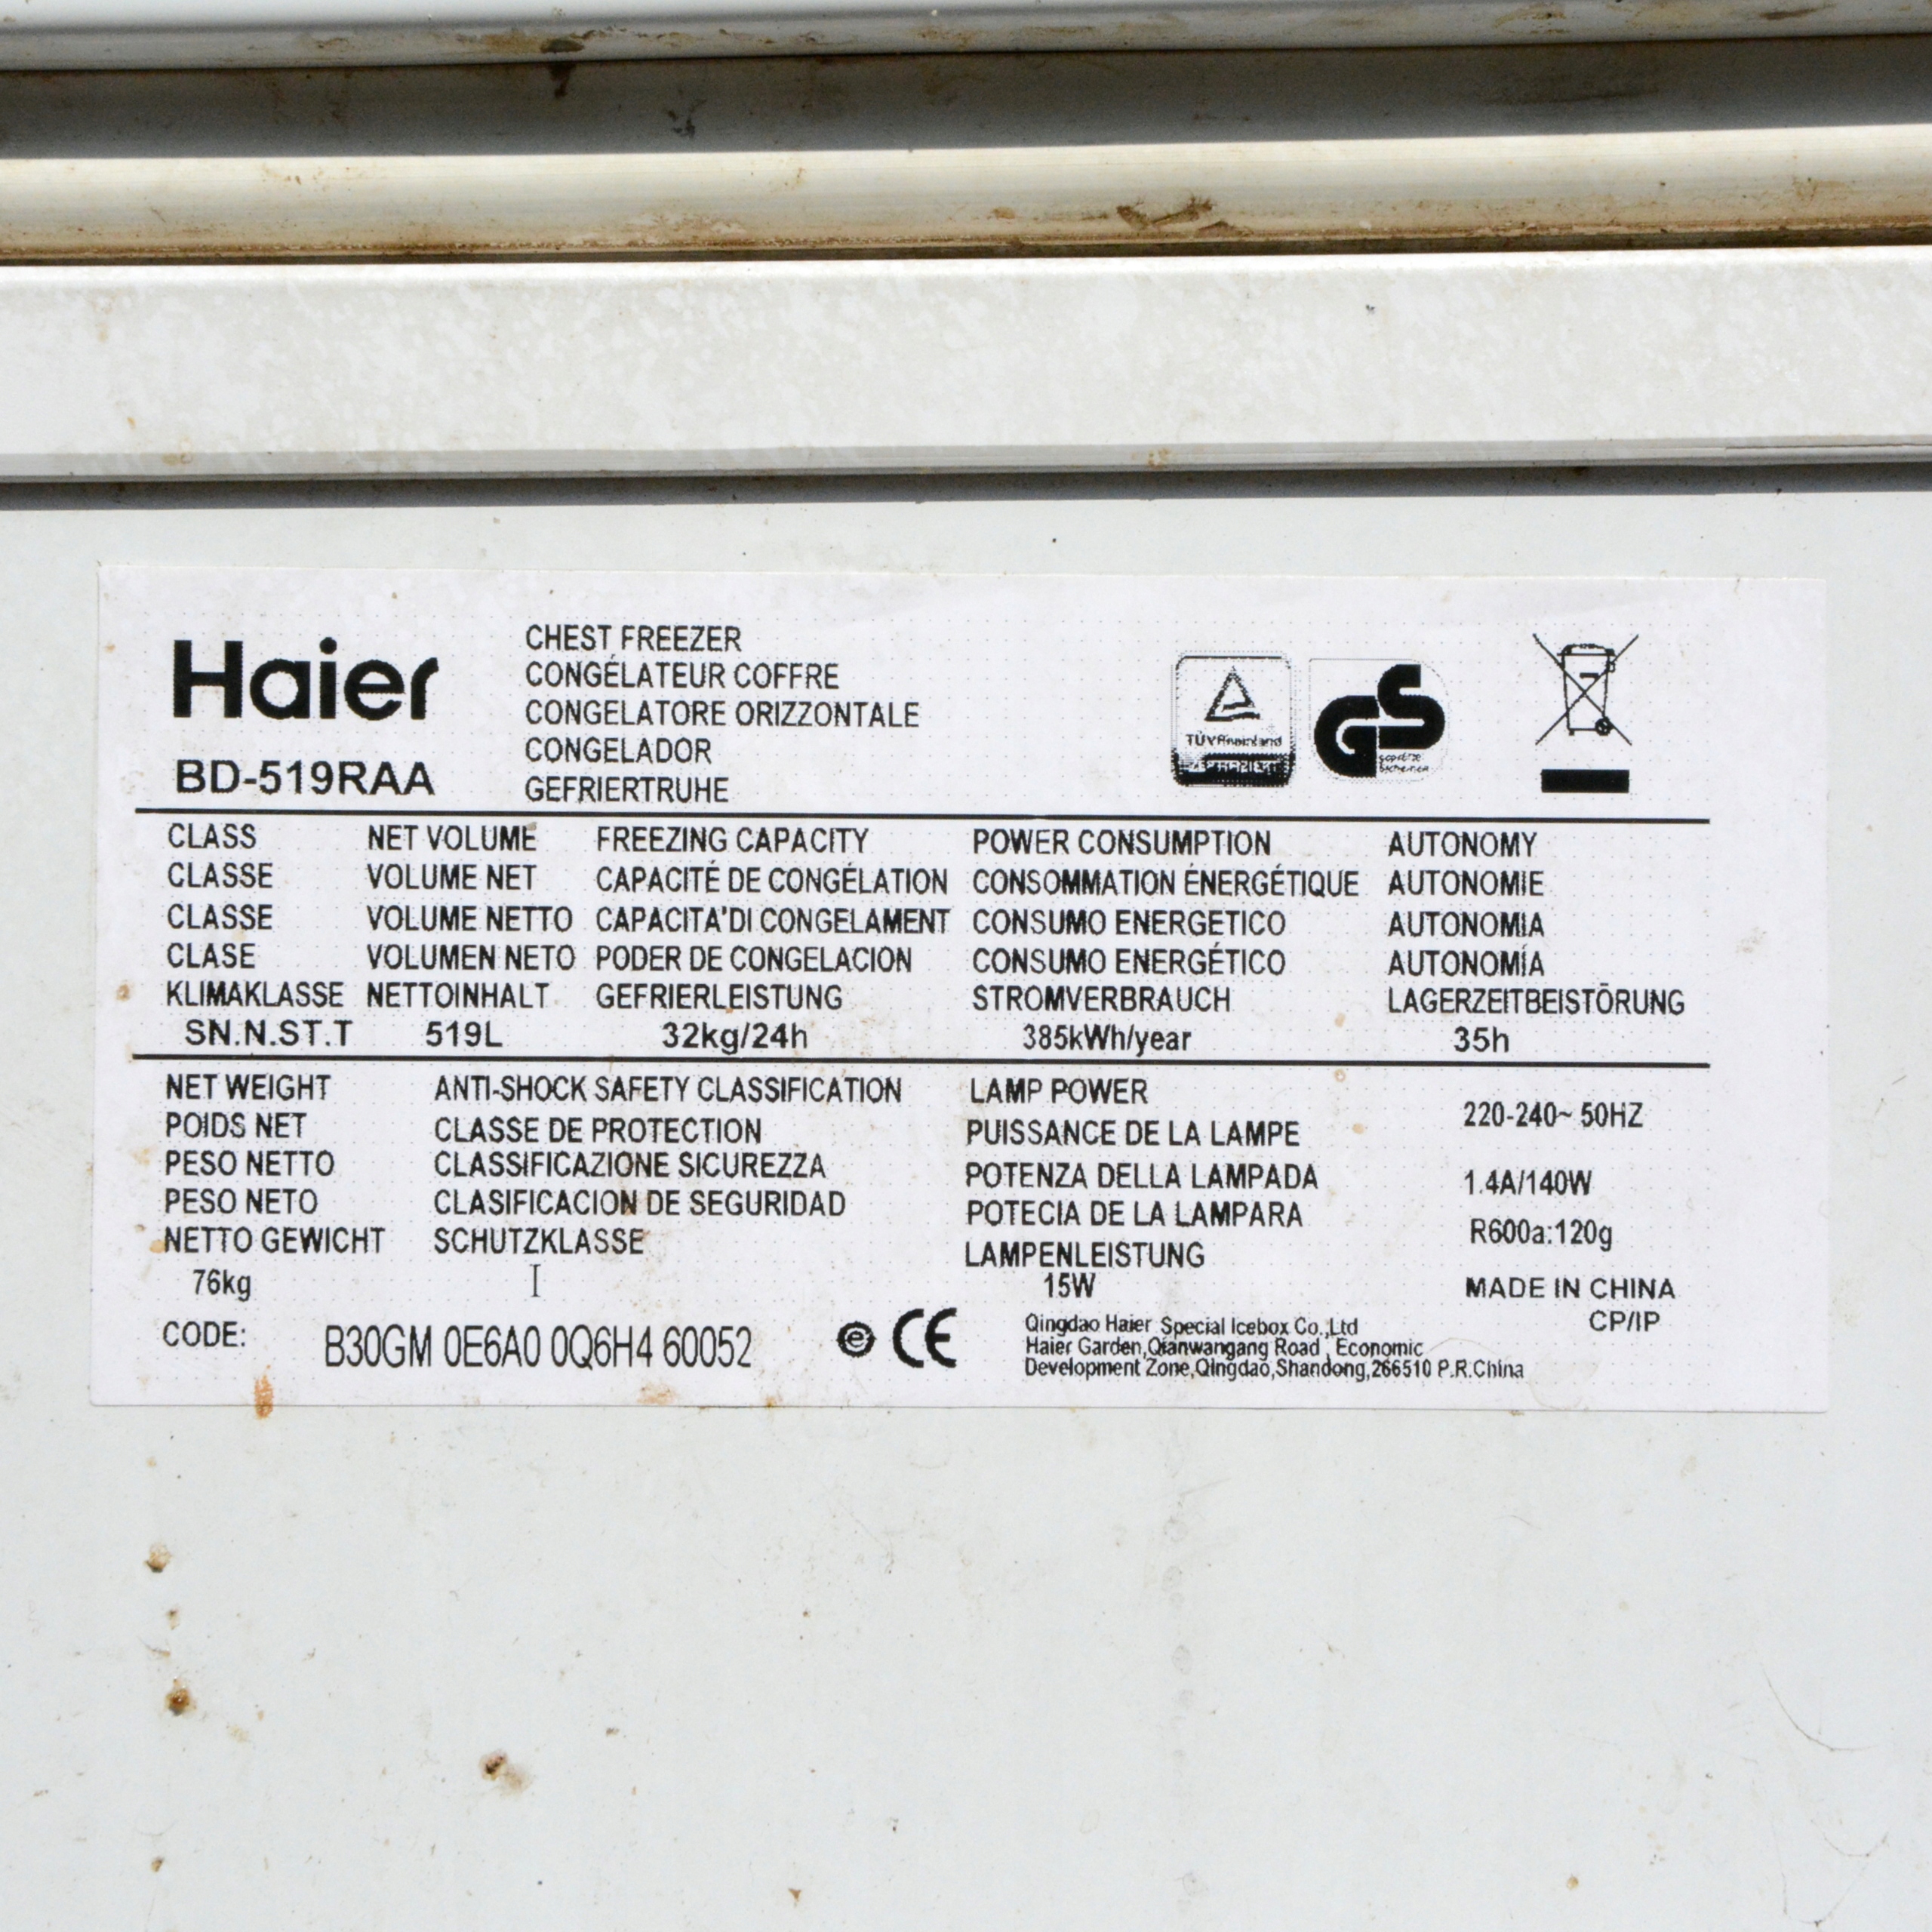 Haier
BD-519RAA
CHEST FREEZER
CONGÉLATEUR COFFRE
CONGELATORE ORIZZONTALE
CONGELADOR
GEFRIERTRUHE
TÜVRheinland
GS
CLASS NET VOLUME FREEZING CAPACITY POWER CONSUMPTION AUTONOMY
CLASSE VOLUME NET CAPACITÉ DE CONGÉLATION CONSOMMATION ÉNERGÉTIQUE AUTONOMIE
CLASSE VOLUME NETTO CAPACITA'DI CONGELAMENT CONSUMO ENERGETICO AUTONOMIA
CLASE VOLUMEN NETO PODER DE CONGELACION CONSUMO ENERGÉTICO AUTONOMÍA
KLIMAKLASSE NETTOINHALT GEFRIERLEISTUNG STROMVERBRAUCH LAGERZEITBEISTÖRUNG
SN.N.ST.T 519L 32kg/24h 385kWh/year 35h
NET WEIGHT ANTI-SHOCK SAFETY CLASSIFICATION LAMP POWER
POIDS NET CLASSE DE PROTECTION PUISSANCE DE LA LAMPE
PESO NETTO CLASSIFICAZIONE SICUREZZA POTENZA DELLA LAMPADA
PESO NETO CLASIFICACION DE SEGURIDAD POTECIA DE LA LAMPARA
NETTO GEWICHT SCHUTZKLASSE LAMPENLEISTUNG
76kg I 15W
220-240~ 50HZ
1.4A/140W
R600a:120g
MADE IN CHINA
CP/IP
CODE: B30GM 0E6A0 0Q6H4 60052
e CE
Qingdao Haier Special Icebox Co.,Ltd
Haier Garden,Qianwangang Road , Economic
Development Zone,Qingdao,Shandong,266510 P.R.China